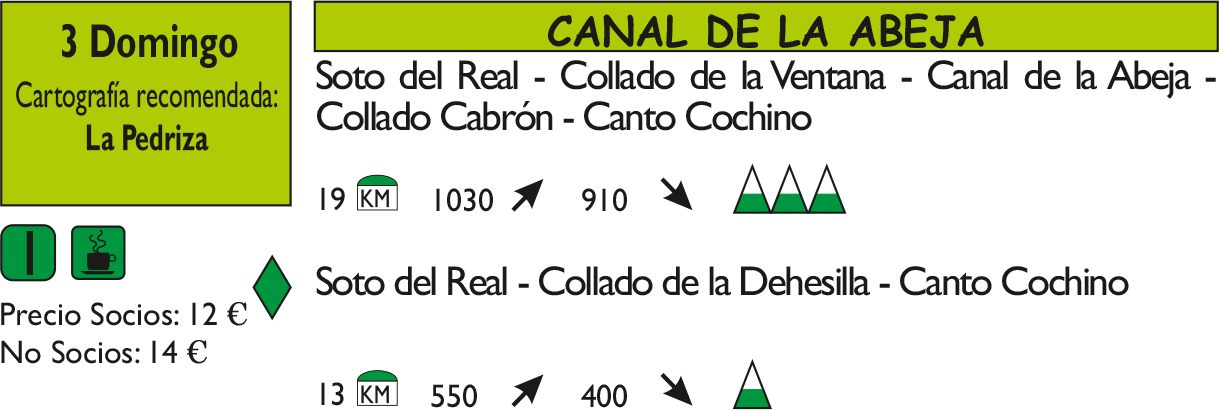 3 Domingo
Cartografía recomendada:
La Pedriza
CANAL DE LA ABEJA
Soto del Real - Collado de la Ventana - Canal de la Abeja -
Collado Cabrón - Canto Cochino
19 KM 1030 910
I
Precio Socios: 12 €
No Socios: 14 €
Soto del Real - Collado de la Dehesilla - Canto Cochino
13 KM 550 400